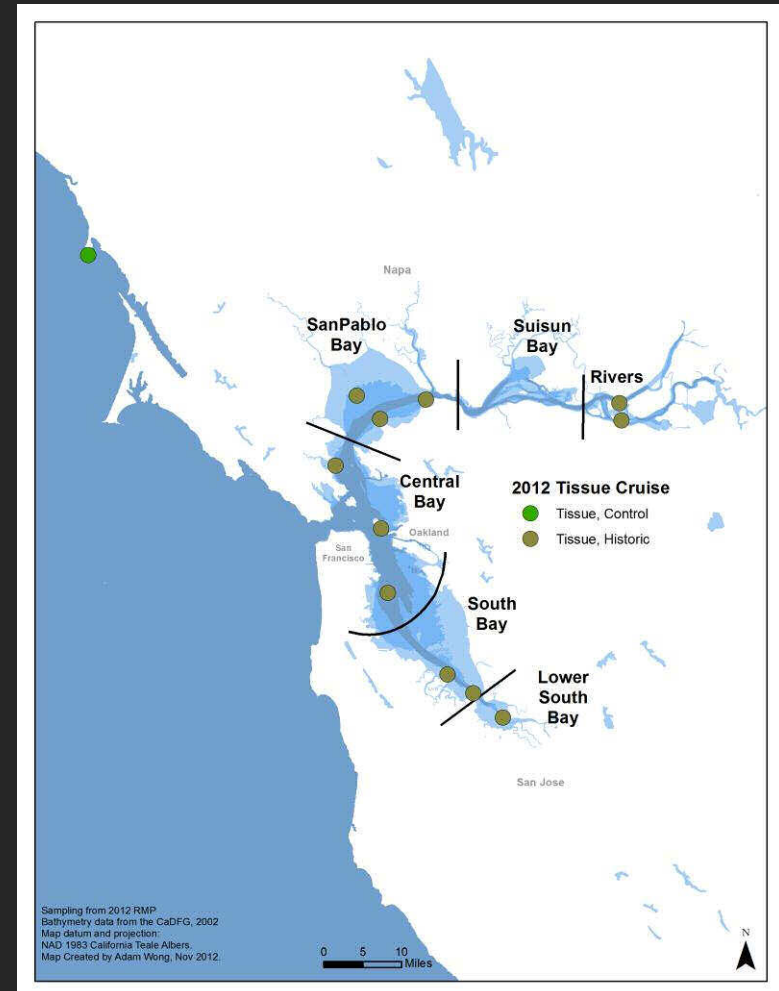 Napa
SanPablo
Bay
Suisun
Bay
Rivers
Central
Bay
2012 Tissue Cruise
Tissue, Control
Tissue, Historic
Oakland
San
Francisco
South
Bay
Lower
South
Bay
San Jose
Sampling from 2012 RMP
Bathymetry data from the CaDFG, 2002
Map datum and projection:
NAD 1983 California Teale Albers.
Map Created by Adam Wong, Nov 2012.
0 5 10
Miles
N